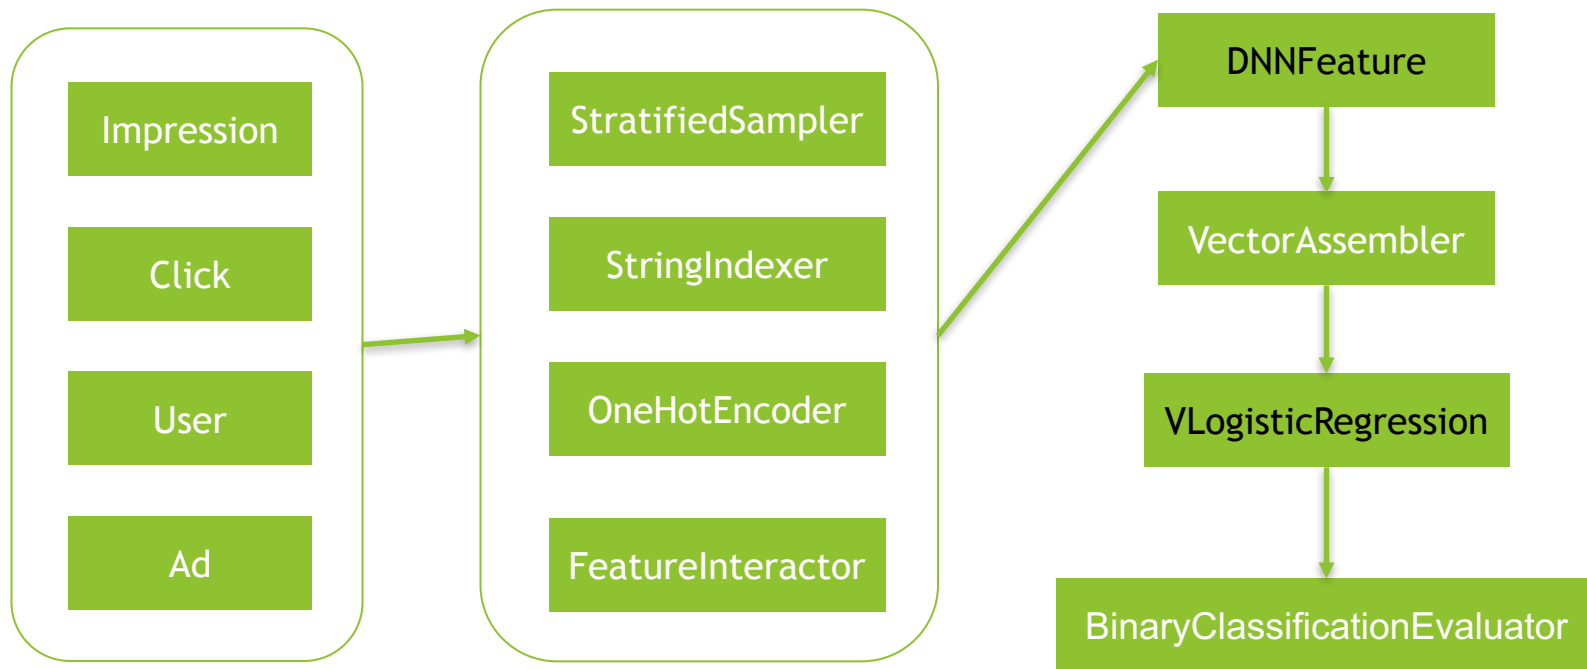 Impression
Click
User
Ad
StratifiedSampler
StringIndexer
OneHotEncoder
FeatureInteractor
DNNFeature
VectorAssembler
VLogisticRegression
BinaryClassificationEvaluator